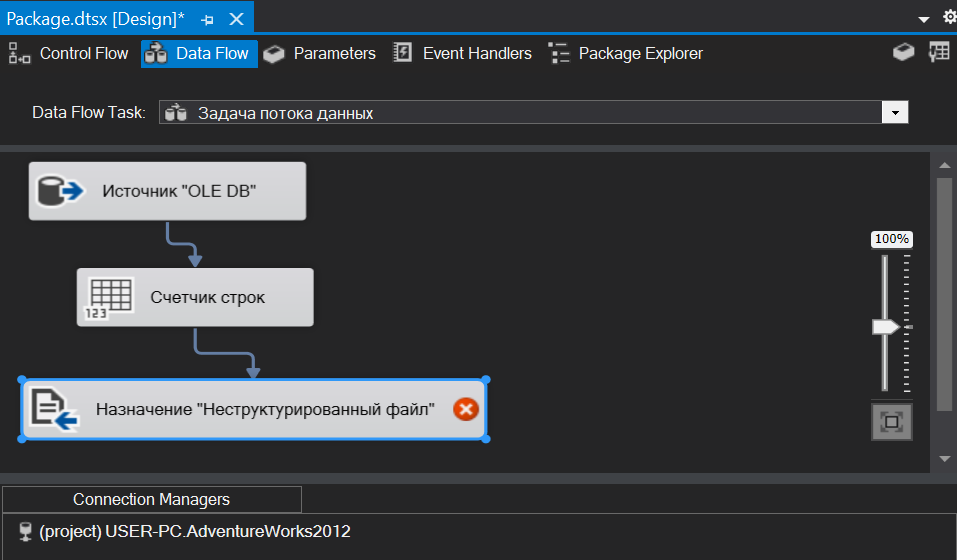 Package.dtsx [Design]*
Control Flow Data Flow Parameters Event Handlers Package Explorer
Data Flow Task: Задача потока данных
Источник "OLE DB"
100%
Счетчик строк
123
Назначение "Неструктурированный файл"
Connection Managers
(project) USER-PC.AdventureWorks2012